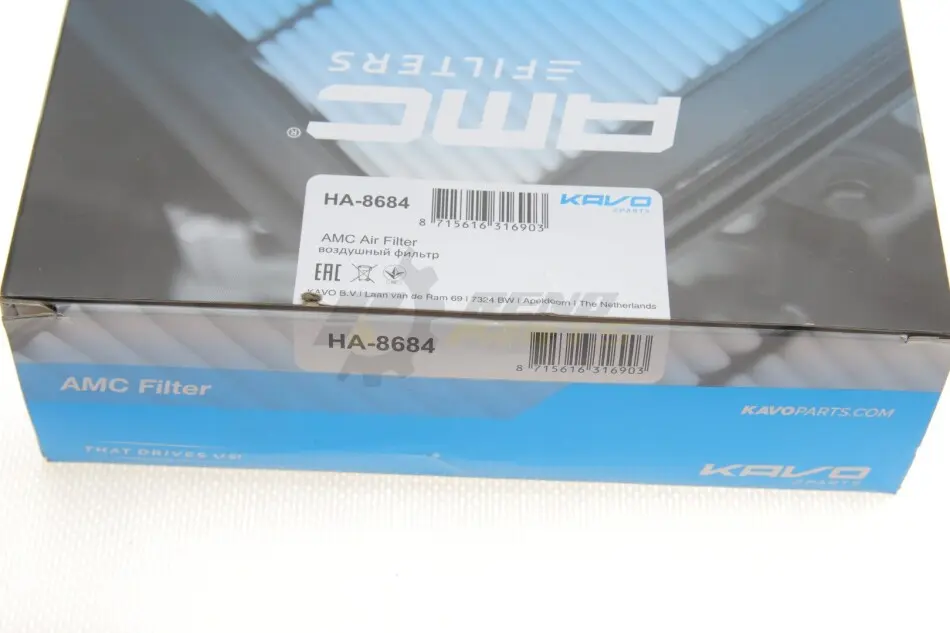 FILTERS
AMC®
HA-8684
8 715616 316903
KAVO
PARTS
AMC Air Filter
воздушный фильтр
EAC
KAVO B.V. | Laan van de Ram 69 | 7324 BW | Apeldoorn | The Netherlands
HA-8684
8 715616 316903
AMC Filter
KAVOPARTS.COM
THAT DRIVES US!
KAVO
PARTS